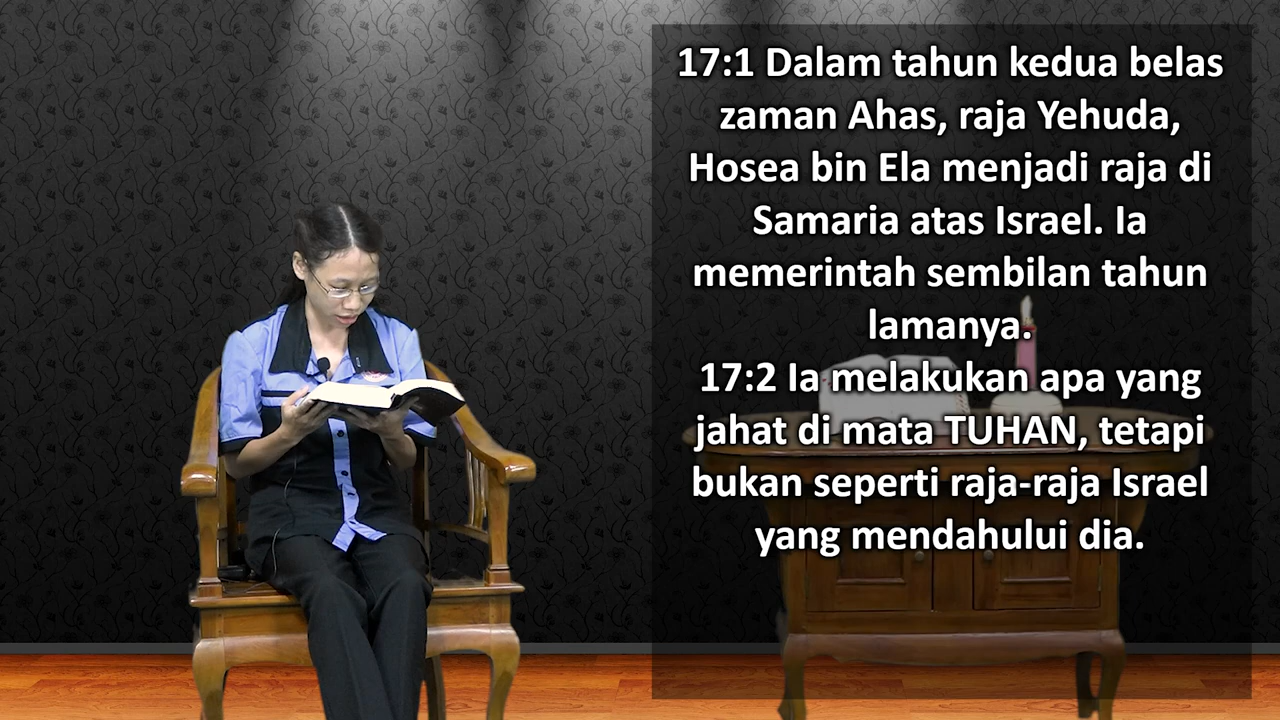 17:1 Dalam tahun kedua belas
zaman Ahas, raja Yehuda,
Hosea bin Ela menjadi raja di
Samaria atas Israel. Ia
memerintah sembilan tahun
lamanya.
17:2 Ia melakukan apa yang
jahat di mata TUHAN, tetapi
bukan seperti raja-raja Israel
yang mendahului dia.